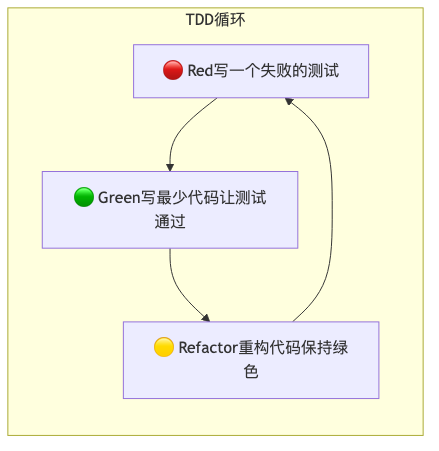 TDD循环
🔴 Red写一个失败的测试
🟢 Green写最少代码让测试
通过
🟡 Refactor重构代码保持绿
色